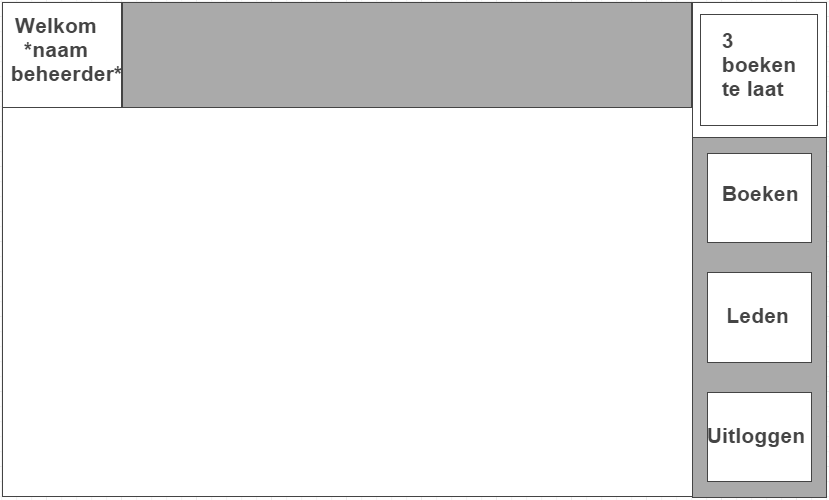 Welkom
*naam
beheerder*
3
boeken
te laat
Boeken
Leden
Uitloggen